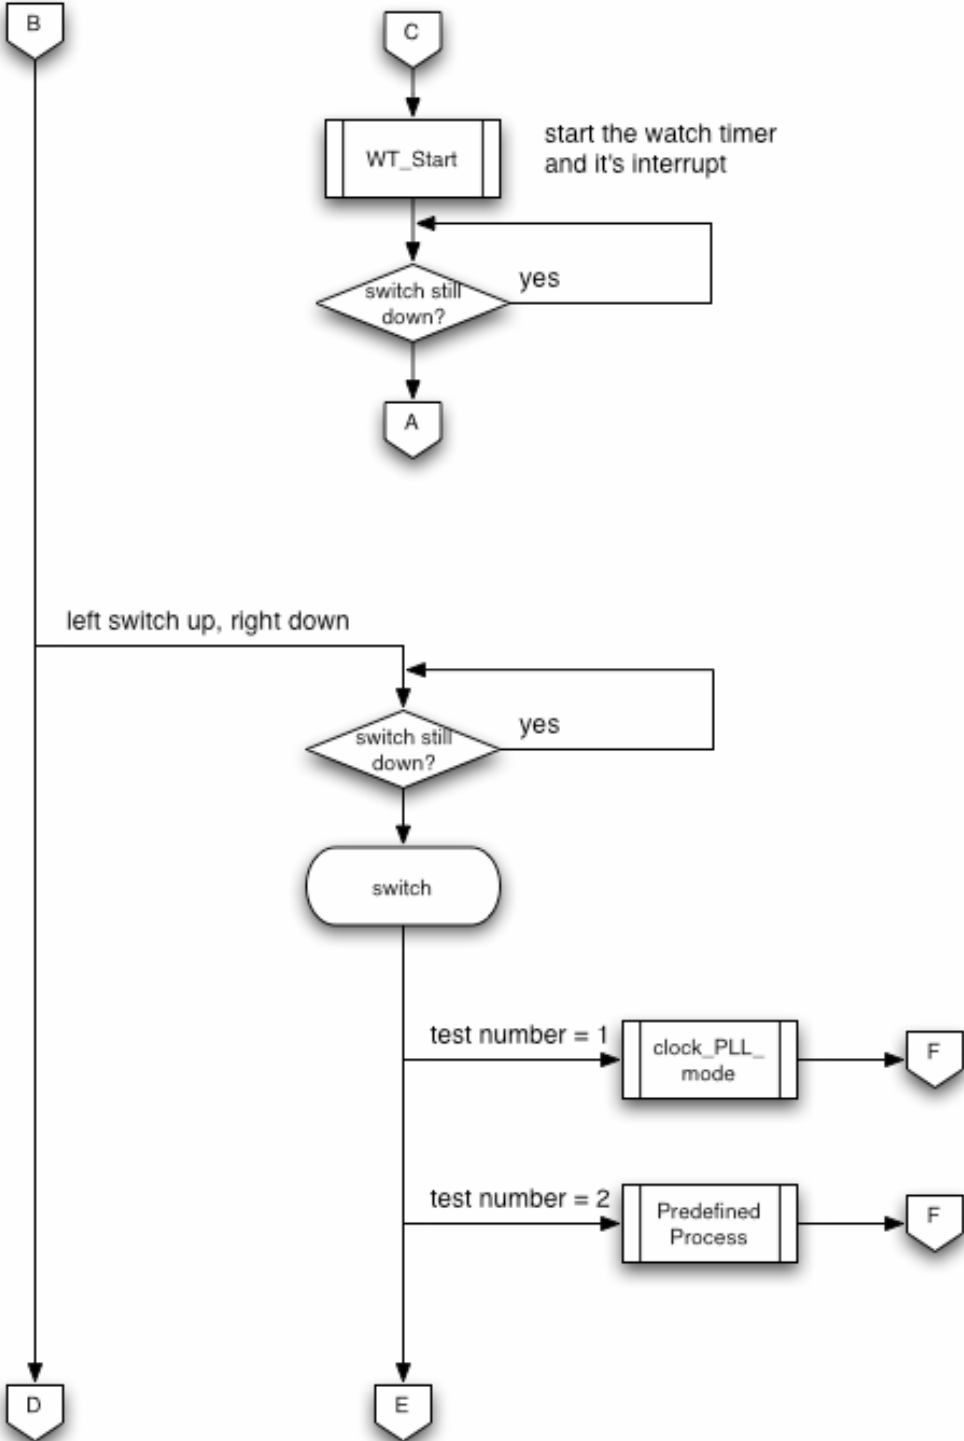 B
C
WT_Start
start the watch timer
and it's interrupt
yes
switch still
down?
A
left switch up, right down
yes
switch still
down?
switch
test number = 1
clock_PLL_
mode
F
test number = 2
Predefined
Process
F
D
E